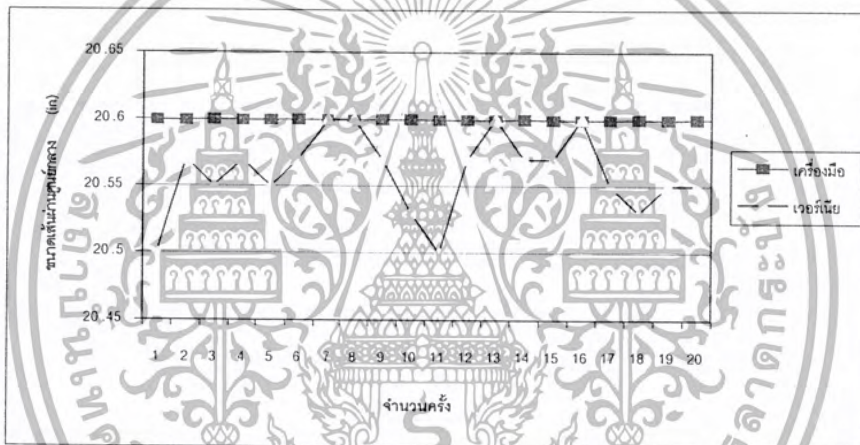 ขนาดเส้นผ่านศูนย์กลาง (in)
20.65
20.6
20.55
20.5
20.45
1 2 3 4 5 6 7 8 9 10 11 12 13 14 15 16 17 18 19 20
จำนวนครั้ง
เครื่องมือ
เวอร์เนีย